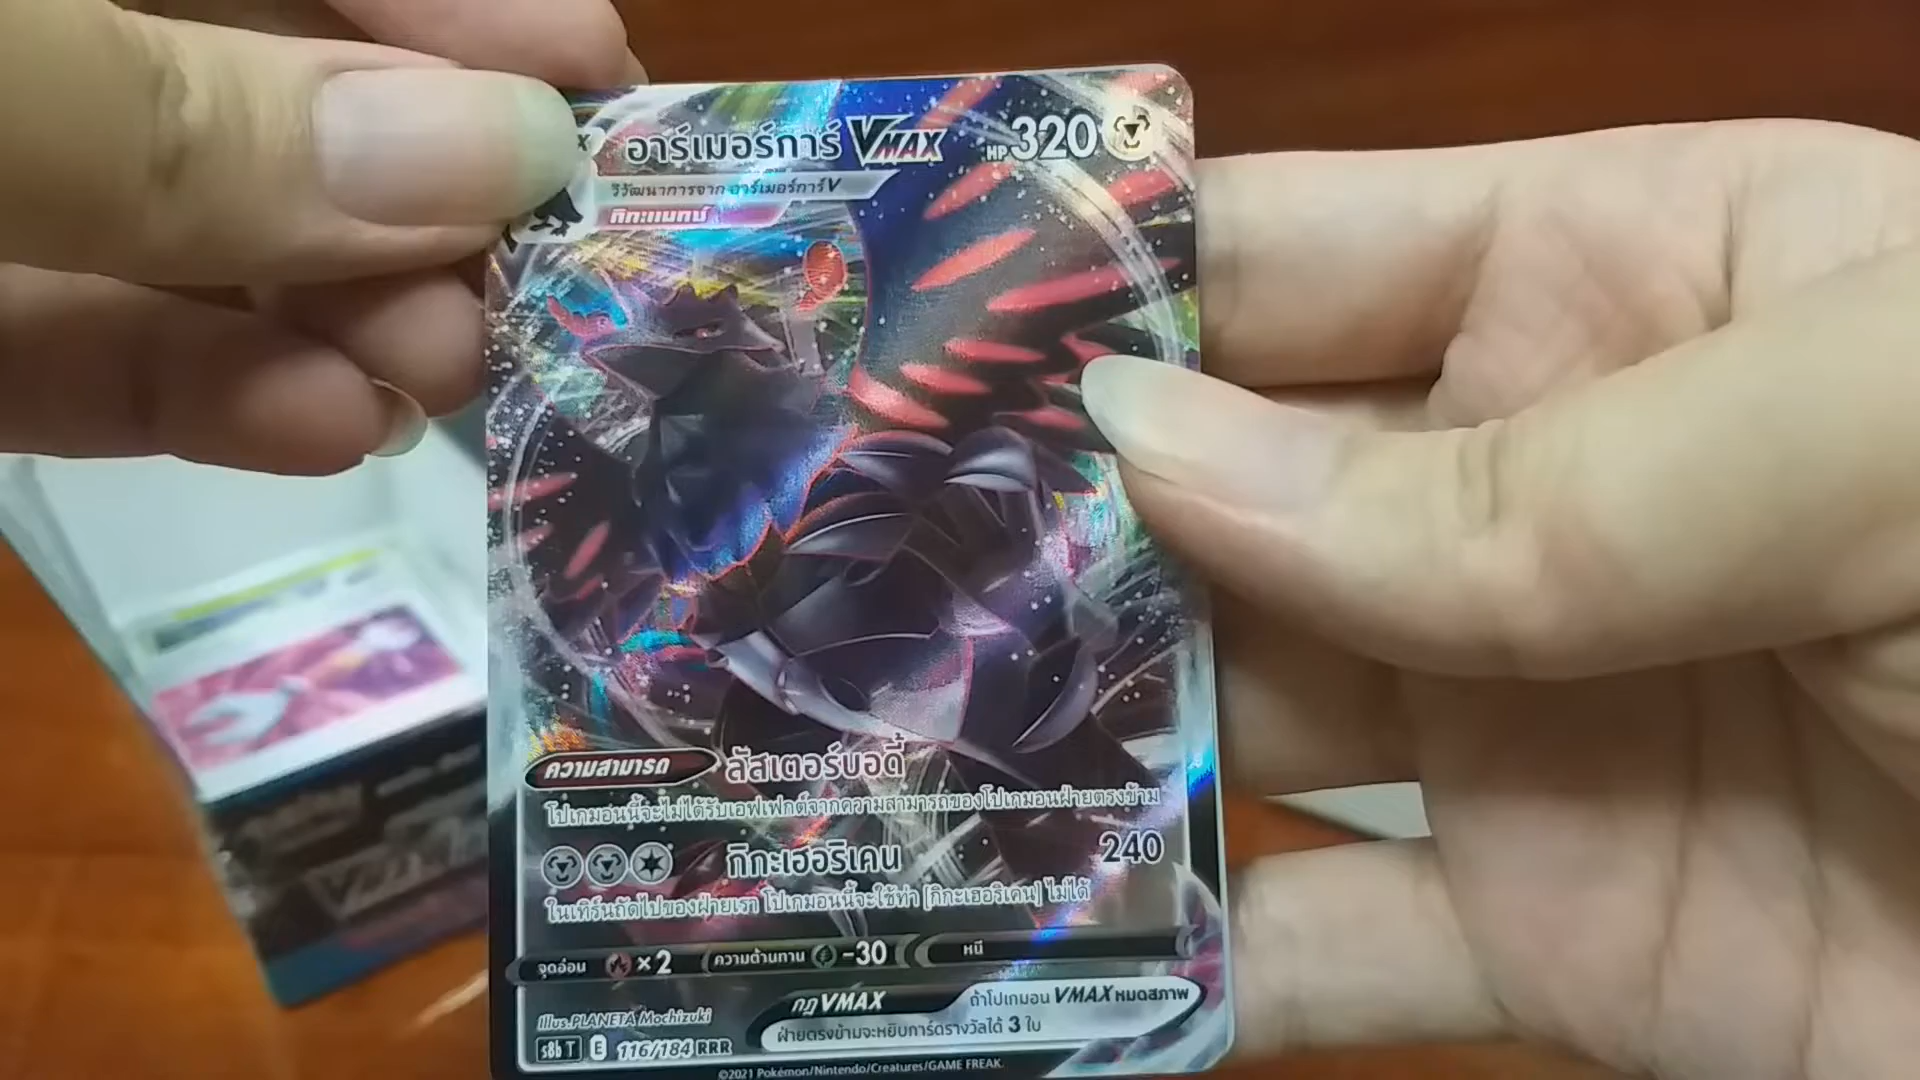 อาร์เมอร์การ์ VMAX HP 320
วิวัฒนาการจาก อาร์เมอร์การ์ V
คิทะแมทซ์
ความสามารถ ลัสเตอร์บอดี้
โปเกมอนนี้จะไม่ได้รับเอฟเฟกต์จากความสามารถของโปเกมอนฝ่ายตรงข้าม
กิกะเฮอริเคน 240
ในเทิร์นถัดไปของฝ่ายเรา โปเกมอนนี้จะใช้ท่า [กิกะเฮอริเคน] ไม่ได้
จุดอ่อน ×2 ความต้านทาน -30 หนี
กฎ VMAX ถ้าโปเกมอน VMAX หมดสภาพ
ฝ่ายตรงข้ามจะหยิบการ์ดรางวัลได้ 3 ใบ
Illus.PLANETA Mochizuki
s8b T E 116/184 RRR
©2021 Pokémon/Nintendo/Creatures/GAME FREAK.